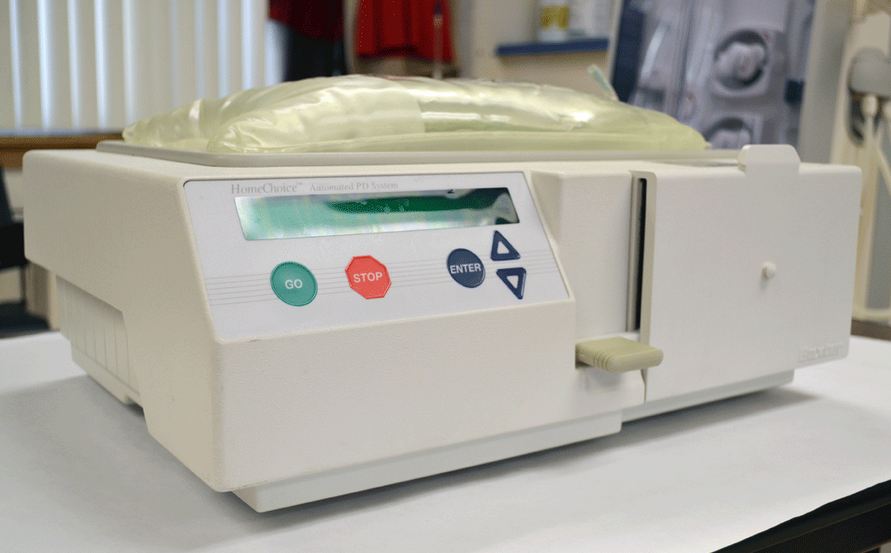 HomeChoice™ Automated PD System
GO STOP ENTER